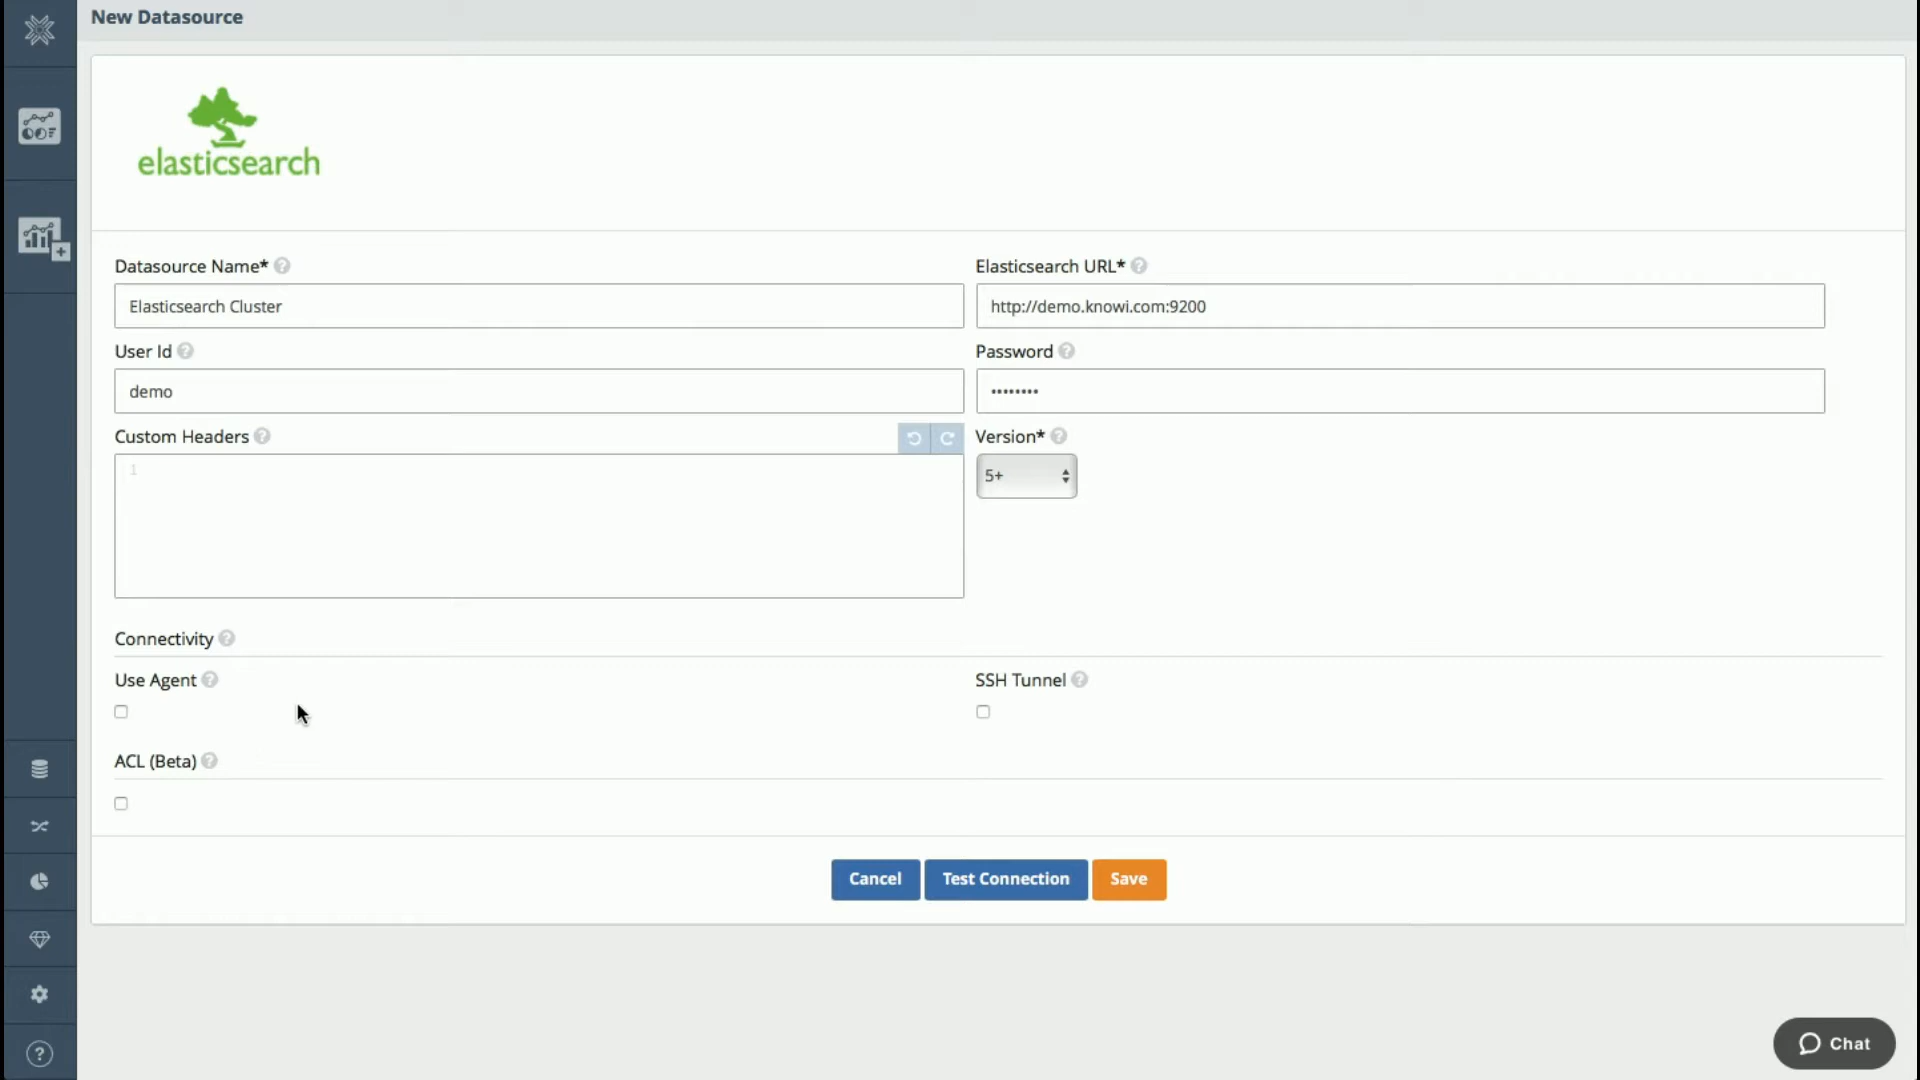 New Datasource
elasticsearch
Datasource Name*
Elasticsearch URL*
Elasticsearch Cluster
http://demo.knowi.com:9200
User Id
Password
demo
••••••••
Custom Headers
Version*
1
5+
Connectivity
Use Agent
SSH Tunnel
ACL (Beta)
Cancel
Test Connection
Save
Chat